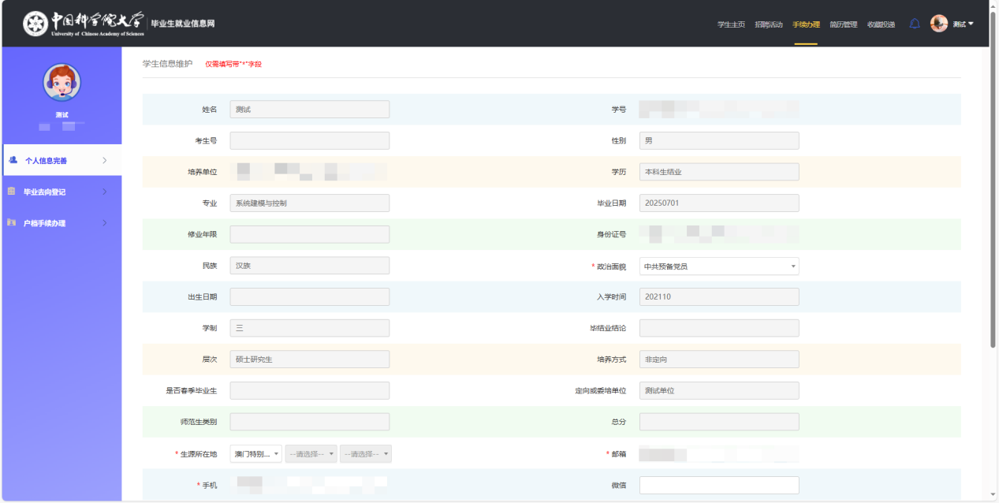 中国科学院大学
University of Chinese Academy of Sciences
毕业生就业信息网
学生主页 招聘活动 手续办理 简历管理 收藏投递 测试
测试
个人信息完善
毕业去向登记
户档手续办理
学生信息维护 仅需填写带"*"字段
姓名 测试 学号
考生号 性别 男
培养单位 学历 本科生结业
专业 系统建模与控制 毕业日期 20250701
修业年限 身份证号
民族 汉族 * 政治面貌 中共预备党员
出生日期 入学时间 202110
学制 三 毕结业结论
层次 硕士研究生 培养方式 非定向
是否春季毕业生 定向或委培单位 测试单位
师范生类别 总分
* 生源所在地 澳门特别... --请选择-- --请选择-- * 邮箱
* 手机 微信